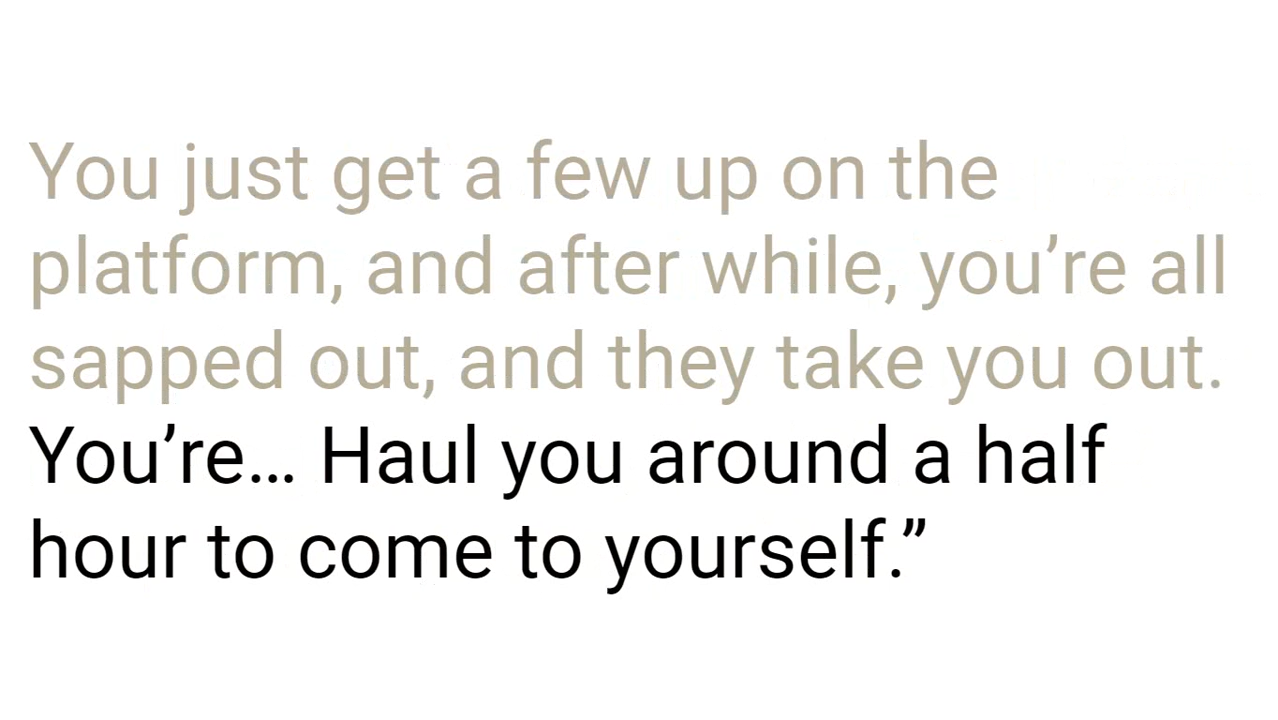 You just get a few up on the
platform, and after while, you’re all
sapped out, and they take you out.
You’re… Haul you around a half
hour to come to yourself.”